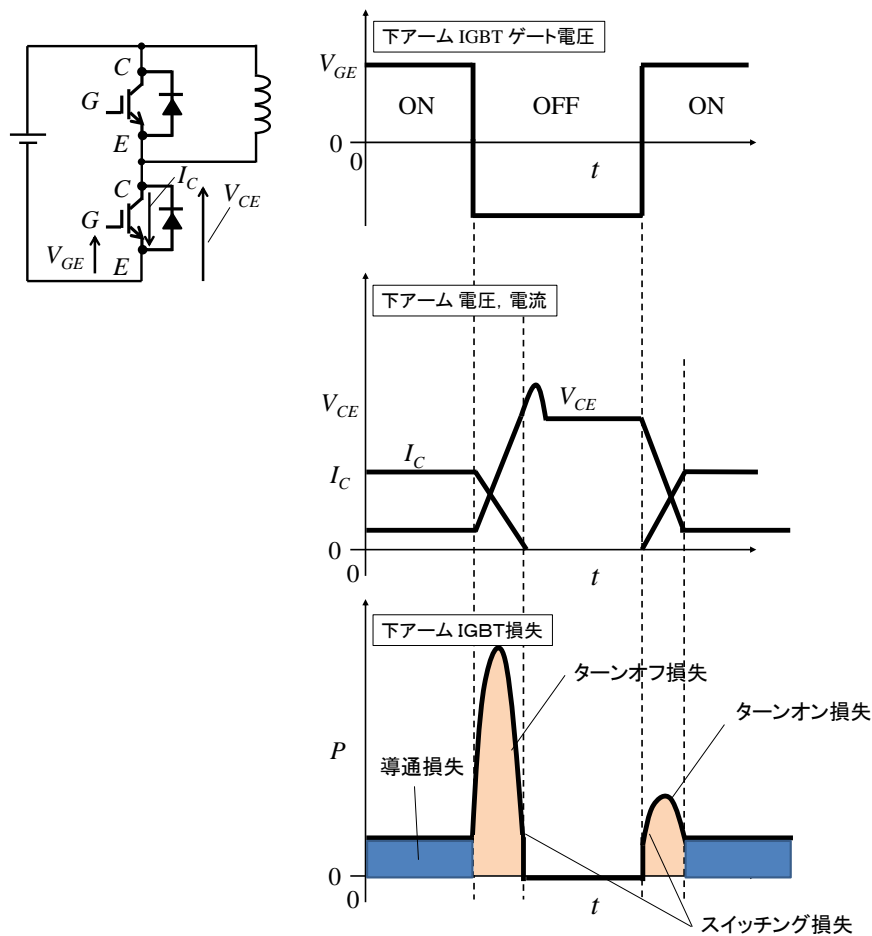 C
G
E
C
I_C
V_CE
G
V_GE
E
下アーム IGBT ゲート電圧
V_GE
ON
OFF
ON
0
0
t
下アーム 電圧，電流
V_CE
V_CE
I_C
I_C
0
0
t
下アーム IGBT損失
ターンオフ損失
ターンオン損失
P
導通損失
0
0
t
スイッチング損失